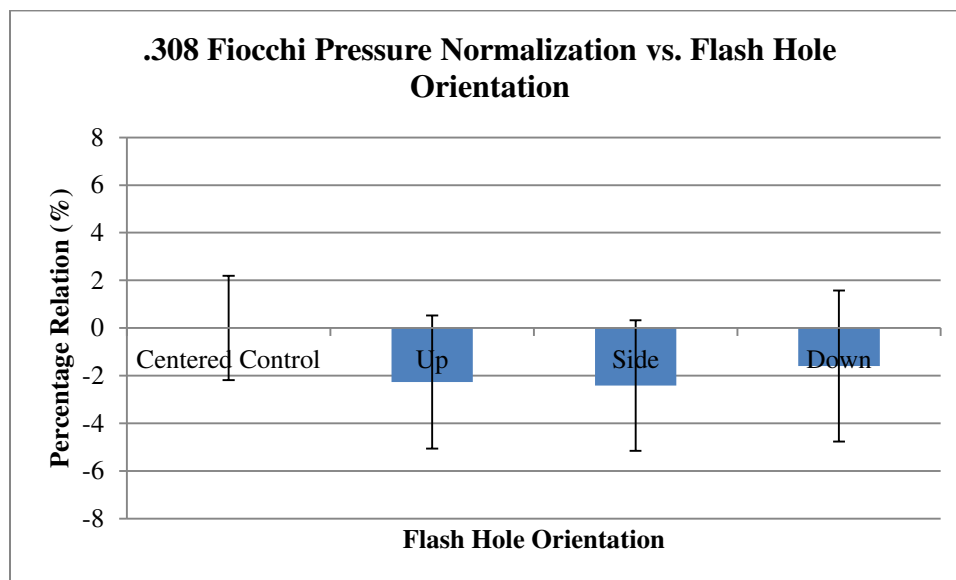 .308 Fiocchi Pressure Normalization vs. Flash Hole
Orientation
Percentage Relation (%)
8
6
4
2
0
-2
-4
-6
-8
Centered Control
Up
Side
Down
Flash Hole Orientation